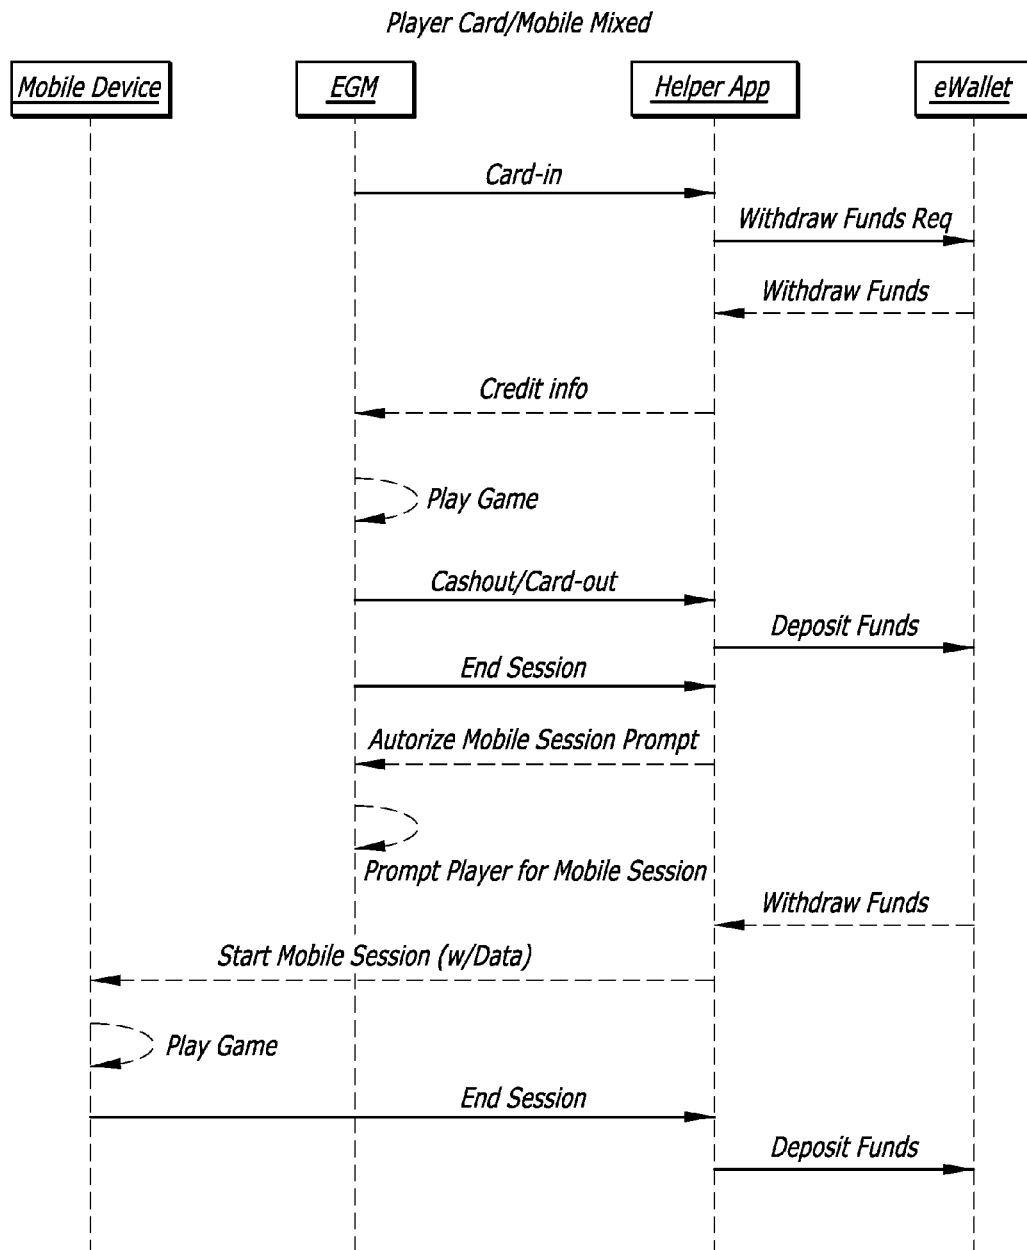 Player Card/Mobile Mixed
Mobile Device
EGM
Helper App
eWallet
Card-in
Withdraw Funds Req
Withdraw Funds
Credit info
Play Game
Cashout/Card-out
Deposit Funds
End Session
Autorize Mobile Session Prompt
Prompt Player for Mobile Session
Withdraw Funds
Start Mobile Session (w/Data)
Play Game
End Session
Deposit Funds